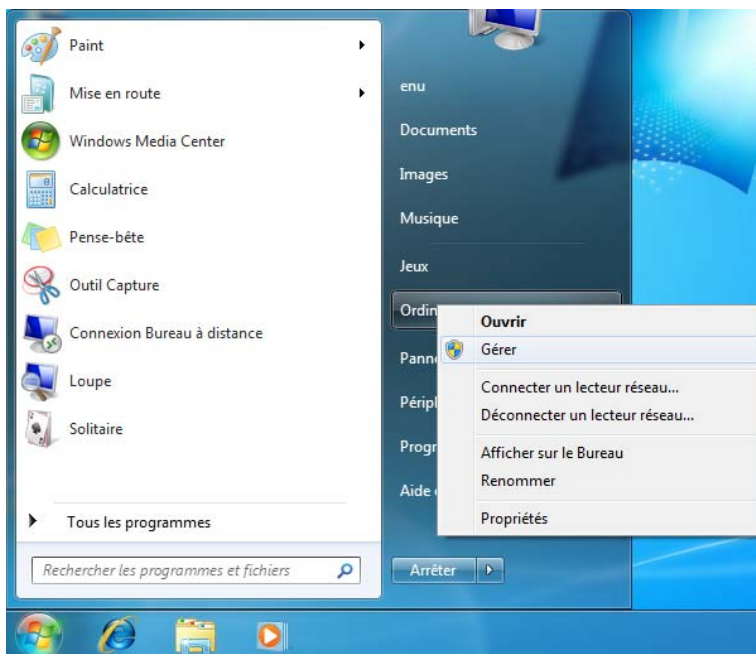 Paint
Mise en route
Windows Media Center
Calculatrice
Pense-bête
Outil Capture
Connexion Bureau à distance
Loupe
Solitaire
Tous les programmes
Rechercher les programmes et fichiers
enu
Documents
Images
Musique
Jeux
Ordin
Panne
Périph
Progr
Aide
Arrêter
Ouvrir
Gérer
Connecter un lecteur réseau...
Déconnecter un lecteur réseau...
Afficher sur le Bureau
Renommer
Propriétés